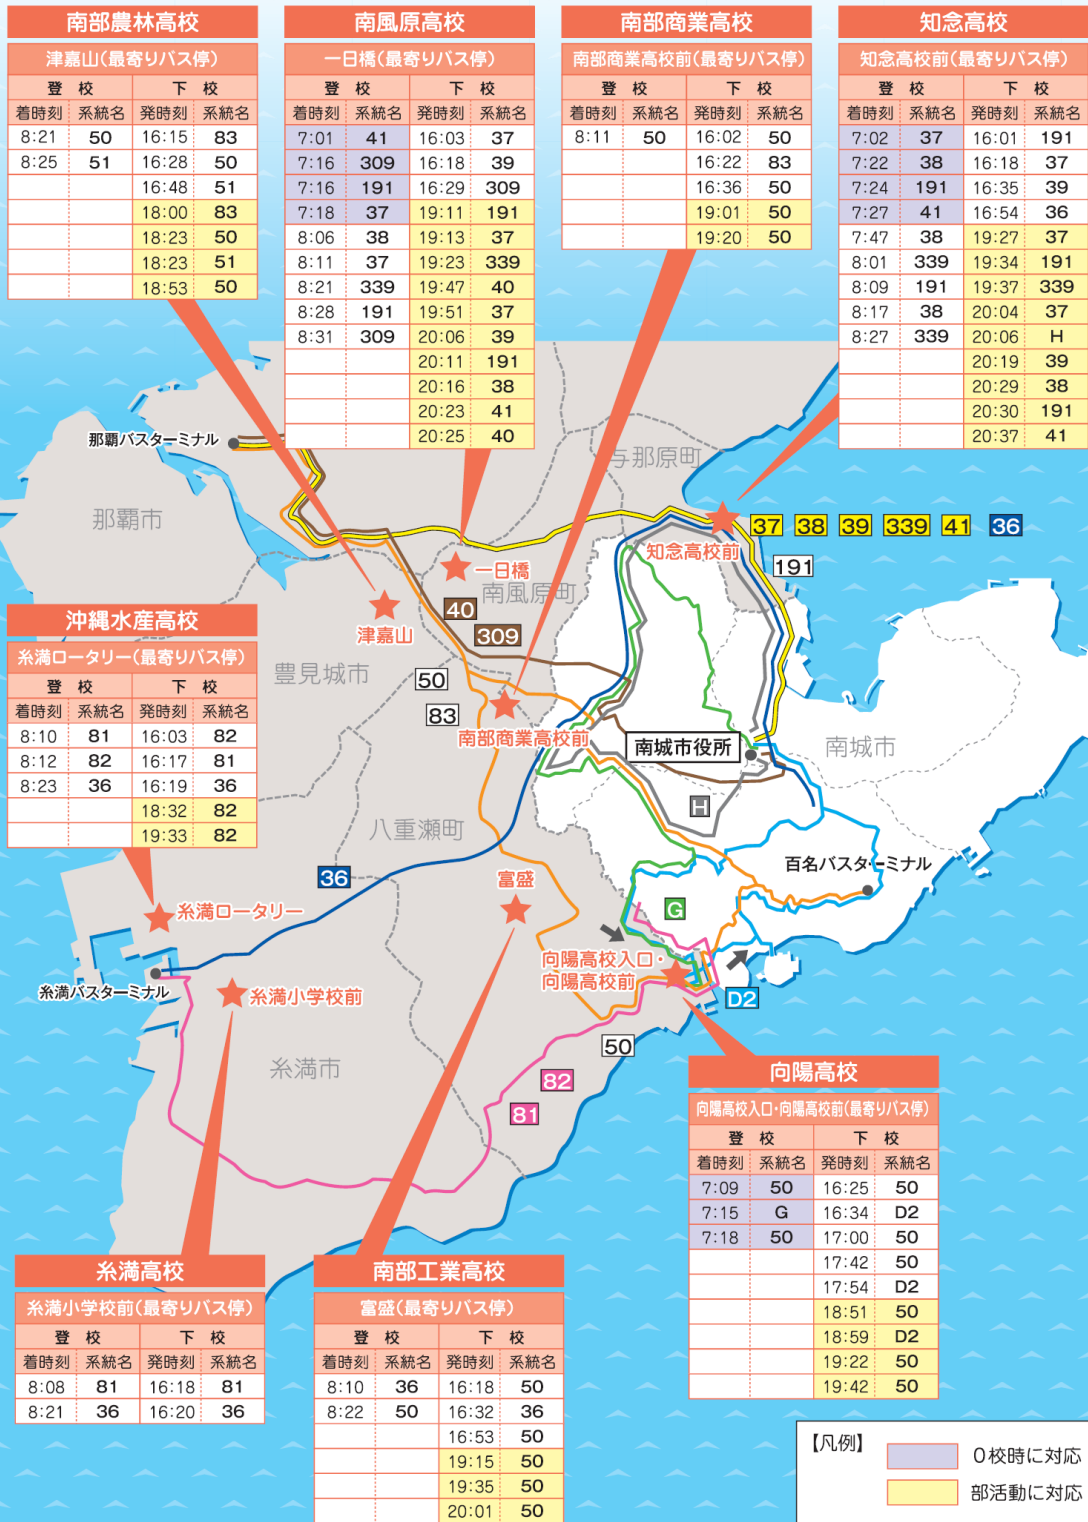 南部農林高校
津嘉山(最寄りバス停)
登 校 下 校
着時刻 系統名 発時刻 系統名
8:21 50 16:15 83
8:25 51 16:28 50
16:48 51
18:00 83
18:23 50
18:23 51
18:53 50
南風原高校
一日橋(最寄りバス停)
登 校 下 校
着時刻 系統名 発時刻 系統名
7:01 41 16:03 37
7:16 309 16:18 39
7:16 191 16:29 309
7:18 37 19:11 191
8:06 38 19:13 37
8:11 37 19:23 339
8:21 339 19:47 40
8:28 191 19:51 37
8:31 309 20:06 39
20:11 191
20:16 38
20:23 41
20:25 40
南部商業高校
南部商業高校前(最寄りバス停)
登 校 下 校
着時刻 系統名 発時刻 系統名
8:11 50 16:02 50
16:22 83
16:36 50
19:01 50
19:20 50
知念高校
知念高校前(最寄りバス停)
登 校 下 校
着時刻 系統名 発時刻 系統名
7:02 37 16:01 191
7:22 38 16:18 37
7:24 191 16:35 39
7:27 41 16:54 36
7:47 38 19:27 37
8:01 339 19:34 191
8:09 191 19:37 339
8:17 38 20:04 37
8:27 339 20:06 H
20:19 39
20:29 38
20:30 191
20:37 41
那覇バスターミナル
与那原町
那覇市
37 38 39 339 41 36
知念高校前
191
一日橋
南風原町
40
309
津嘉山
沖縄水産高校
糸満ロータリー(最寄りバス停)
登 校 下 校
着時刻 系統名 発時刻 系統名
8:10 81 16:03 82
8:12 82 16:17 81
8:23 36 16:19 36
18:32 82
19:33 82
豊見城市
50
83
南部商業高校前
南城市役所
南城市
H
八重瀬町
36
富盛
百名バスターミナル
G
糸満ロータリー
向陽高校入口・
向陽高校前
糸満バスターミナル
糸満小学校前
D2
50
糸満市
82
81
向陽高校
向陽高校入口・向陽高校前(最寄りバス停)
登 校 下 校
着時刻 系統名 発時刻 系統名
7:09 50 16:25 50
7:15 G 16:34 D2
7:18 50 17:00 50
17:42 50
17:54 D2
18:51 50
18:59 D2
19:22 50
19:42 50
糸満高校
糸満小学校前(最寄りバス停)
登 校 下 校
着時刻 系統名 発時刻 系統名
8:08 81 16:18 81
8:21 36 16:20 36
南部工業高校
富盛(最寄りバス停)
登 校 下 校
着時刻 系統名 発時刻 系統名
8:10 36 16:18 50
8:22 50 16:32 36
16:53 50
19:15 50
19:35 50
20:01 50
【凡例】
0校時に対応
部活動に対応